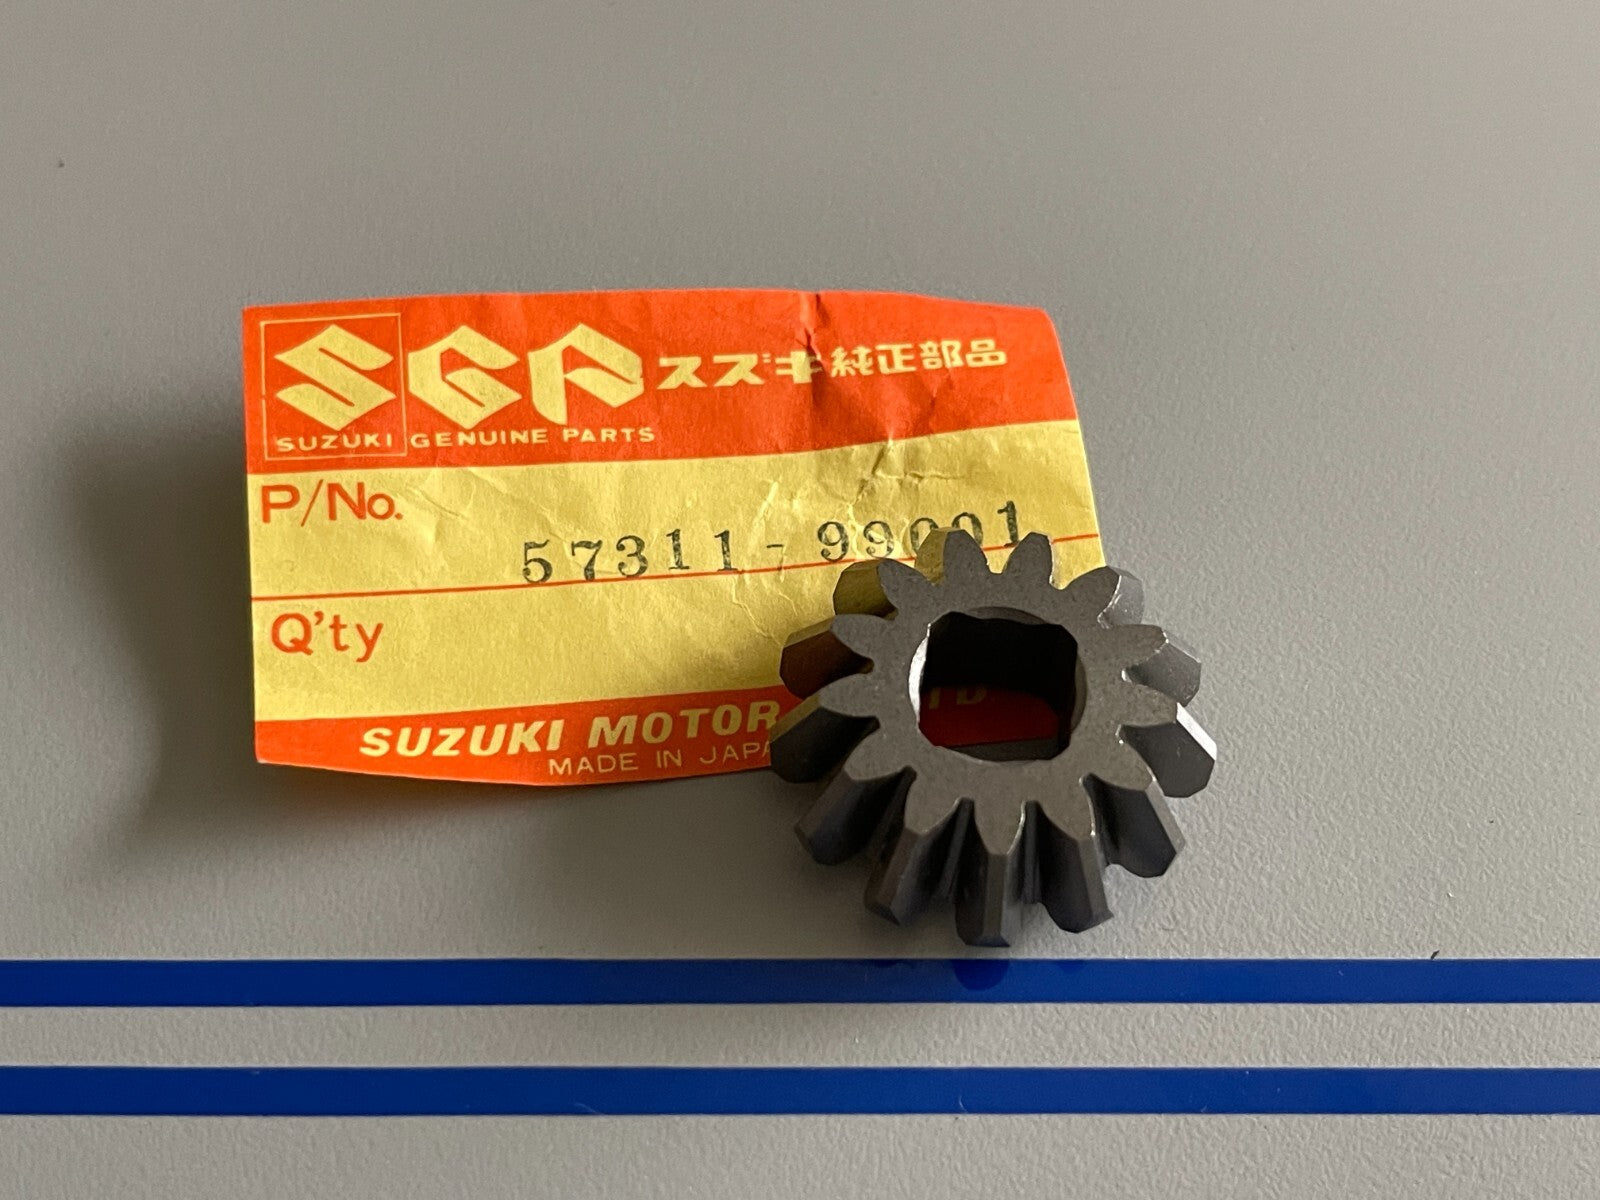 SGP スズキ純正部品
SUZUKI GENUINE PARTS
P/No.
57311-99001
Q'ty
SUZUKI MOTOR
MADE IN